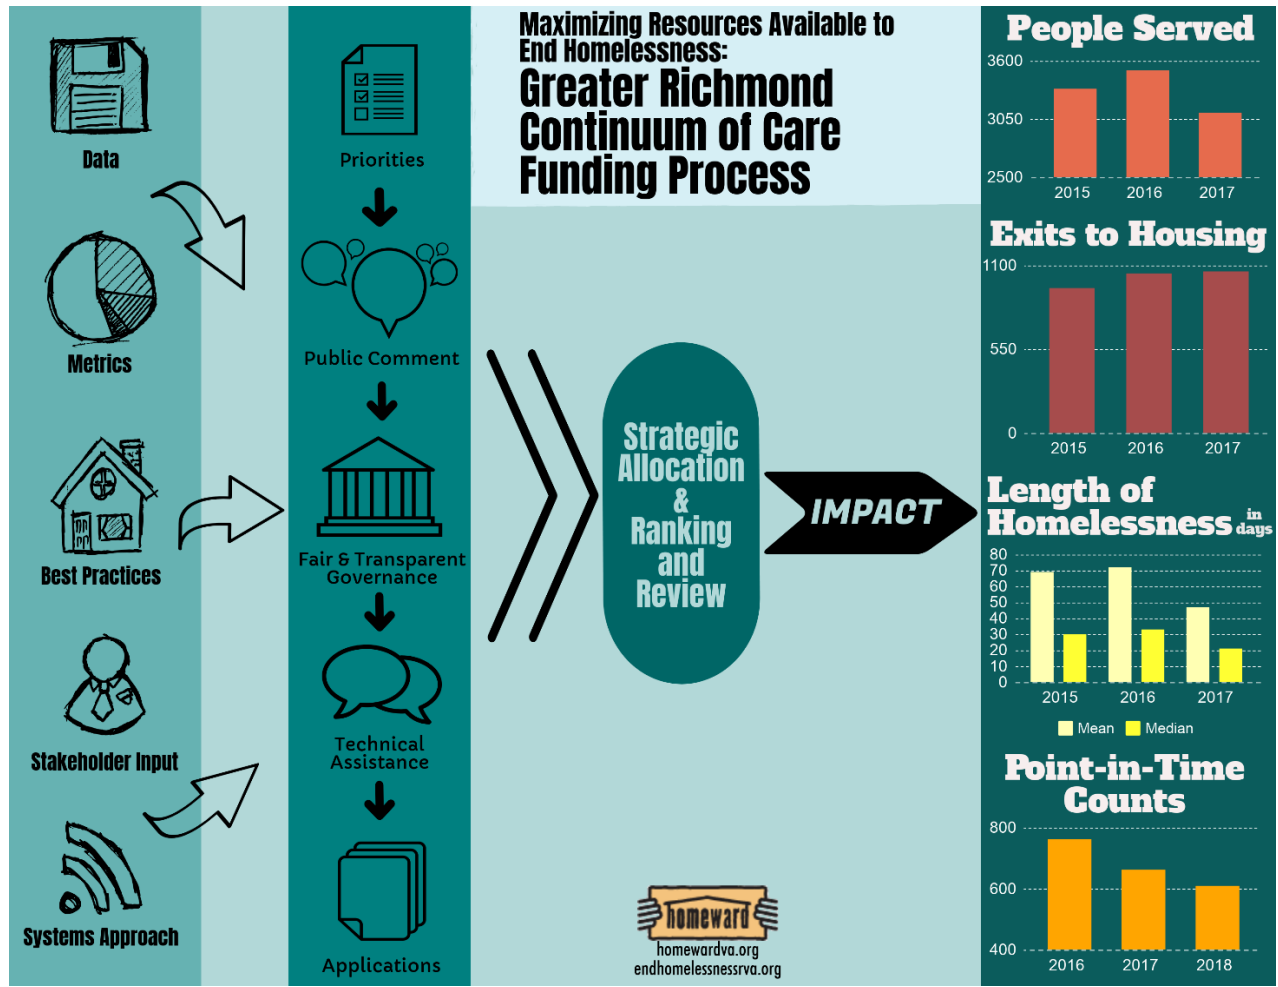 Maximizing Resources Available to
End Homelessness:
Greater Richmond
Continuum of Care
Funding Process
Data
Metrics
Best Practices
Stakeholder Input
Systems Approach
Priorities
Public Comment
Fair & Transparent
Governance
Technical
Assistance
Applications
Strategic
Allocation
&
Ranking
and
Review
IMPACT
homeward
homewardva.org
endhomelessnessrva.org
People Served
3600
3050
2500
2015 2016 2017
Exits to Housing
1100
550
0
2015 2016 2017
Length of
Homelessness in days
80
70
60
50
40
30
20
10
0
2015 2016 2017
Mean Median
Point-in-Time
Counts
800
600
400
2016 2017 2018